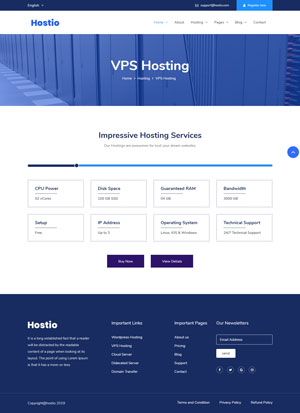 English
support@hostio.com
Register now
Hostio
Home
About
Hosting
Pages
Blog
Contact
VPS Hosting
Home
Hosting
VPS Hosting
Impressive Hosting Services
Our Hostings are awesome for host your dream websites.
CPU Power
Disk Space
Guaranteed RAM
Bandwidth
02 vCores
100 GB SSD
04 GB
3000 GB
Setup
IP Address
Operating System
Technical Support
Free
Up to 3
Linux, iOS & Windows
24/7 Technical Support
Buy Now
View Details
Hostio
Important Links
Important Pages
Our Newsletters
It is a long established fact that a reader
will be distracted by the readable
content of a page when looking at its
layout. The point of using Lorem Ipsum
is that it has a more or less
Wordpress Hosting
VPS Hosting
Cloud Server
Dedicated Server
Domain Transfer
About us
Pricing
Blog
Support
Contact
Email Address
Copyright@hostio 2019
Terms and Condition
Privacy Policy
Refund Policy